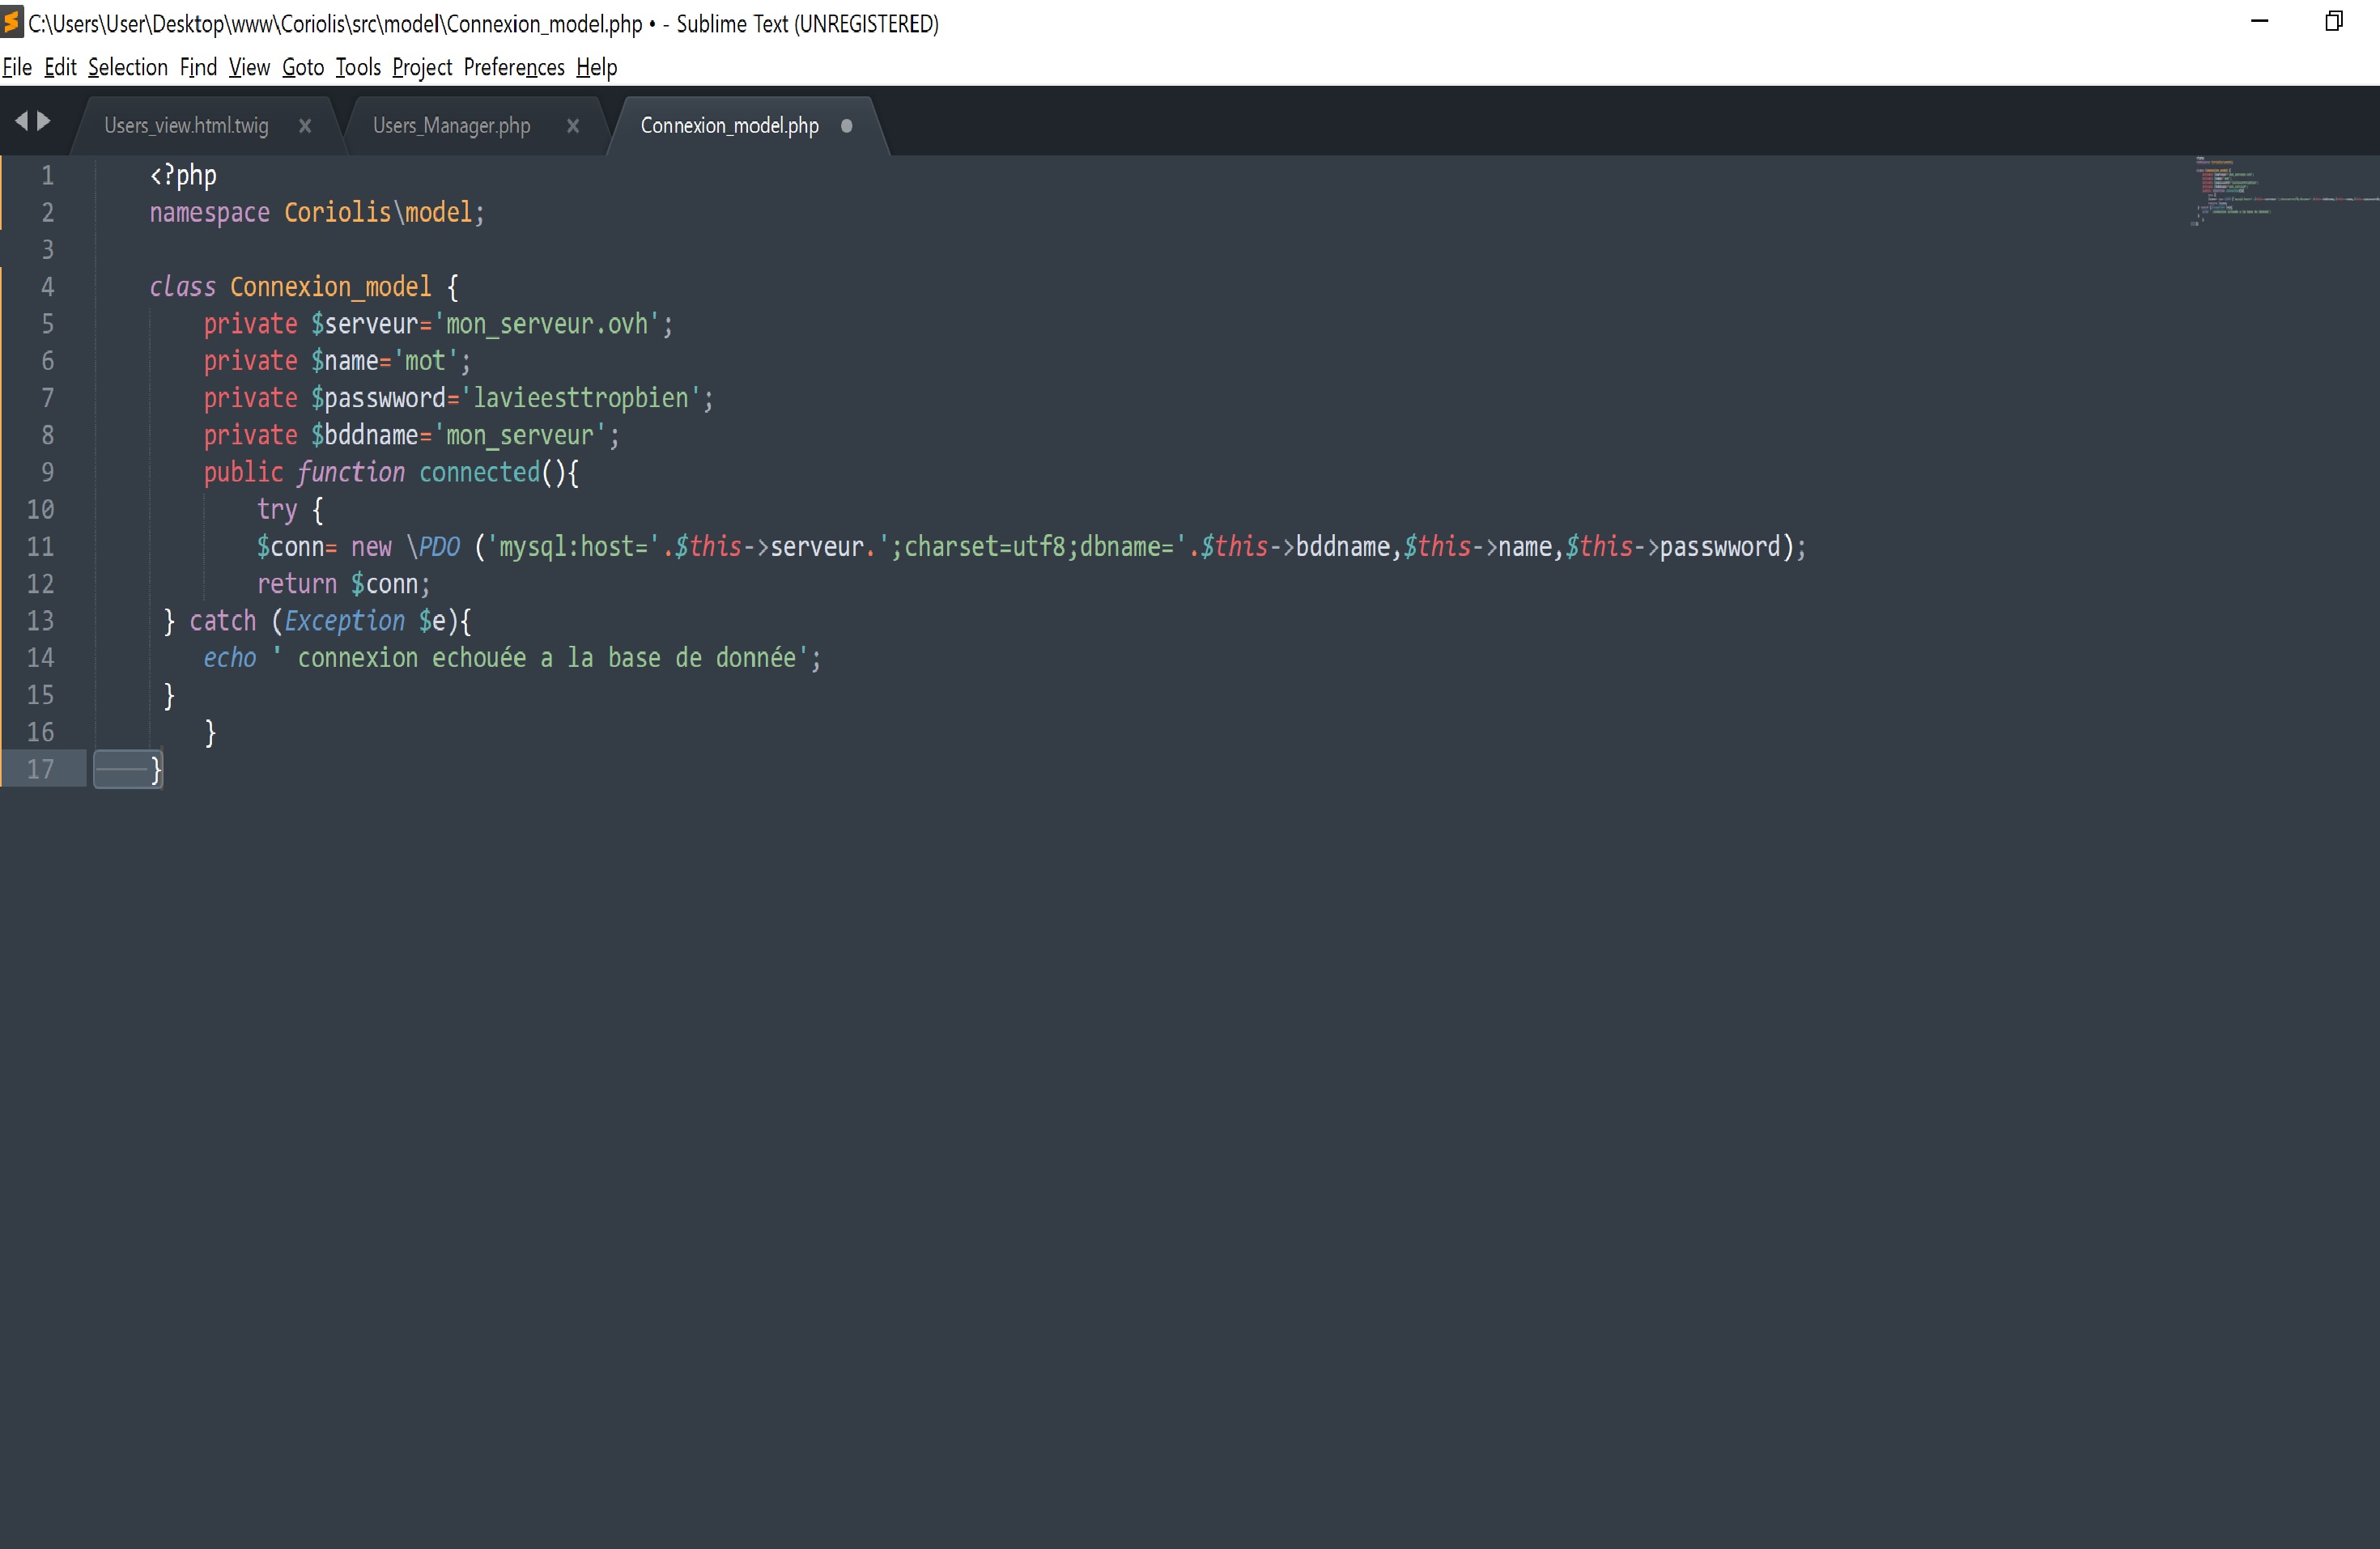 C:\Users\User\Desktop\www\Coriolis\src\model\Connexion_model.php • - Sublime Text (UNREGISTERED)
File Edit Selection Find View Goto Tools Project Preferences Help
Users_view.html.twig Users_Manager.php Connexion_model.php
1 <?php
2 namespace Coriolis\model;
3
4 class Connexion_model {
5 private $serveur='mon_serveur.ovh';
6 private $name='mot';
7 private $passwword='lavieesttropbien';
8 private $bddname='mon_serveur';
9 public function connected(){
10 try {
11 $conn= new \PDO ('mysql:host='.$this->serveur.';charset=utf8;dbname='.$this->bddname,$this->name,$this->passwword);
12 return $conn;
13 } catch (Exception $e){
14 echo ' connexion echouée a la base de donnée';
15 }
16 }
17 }